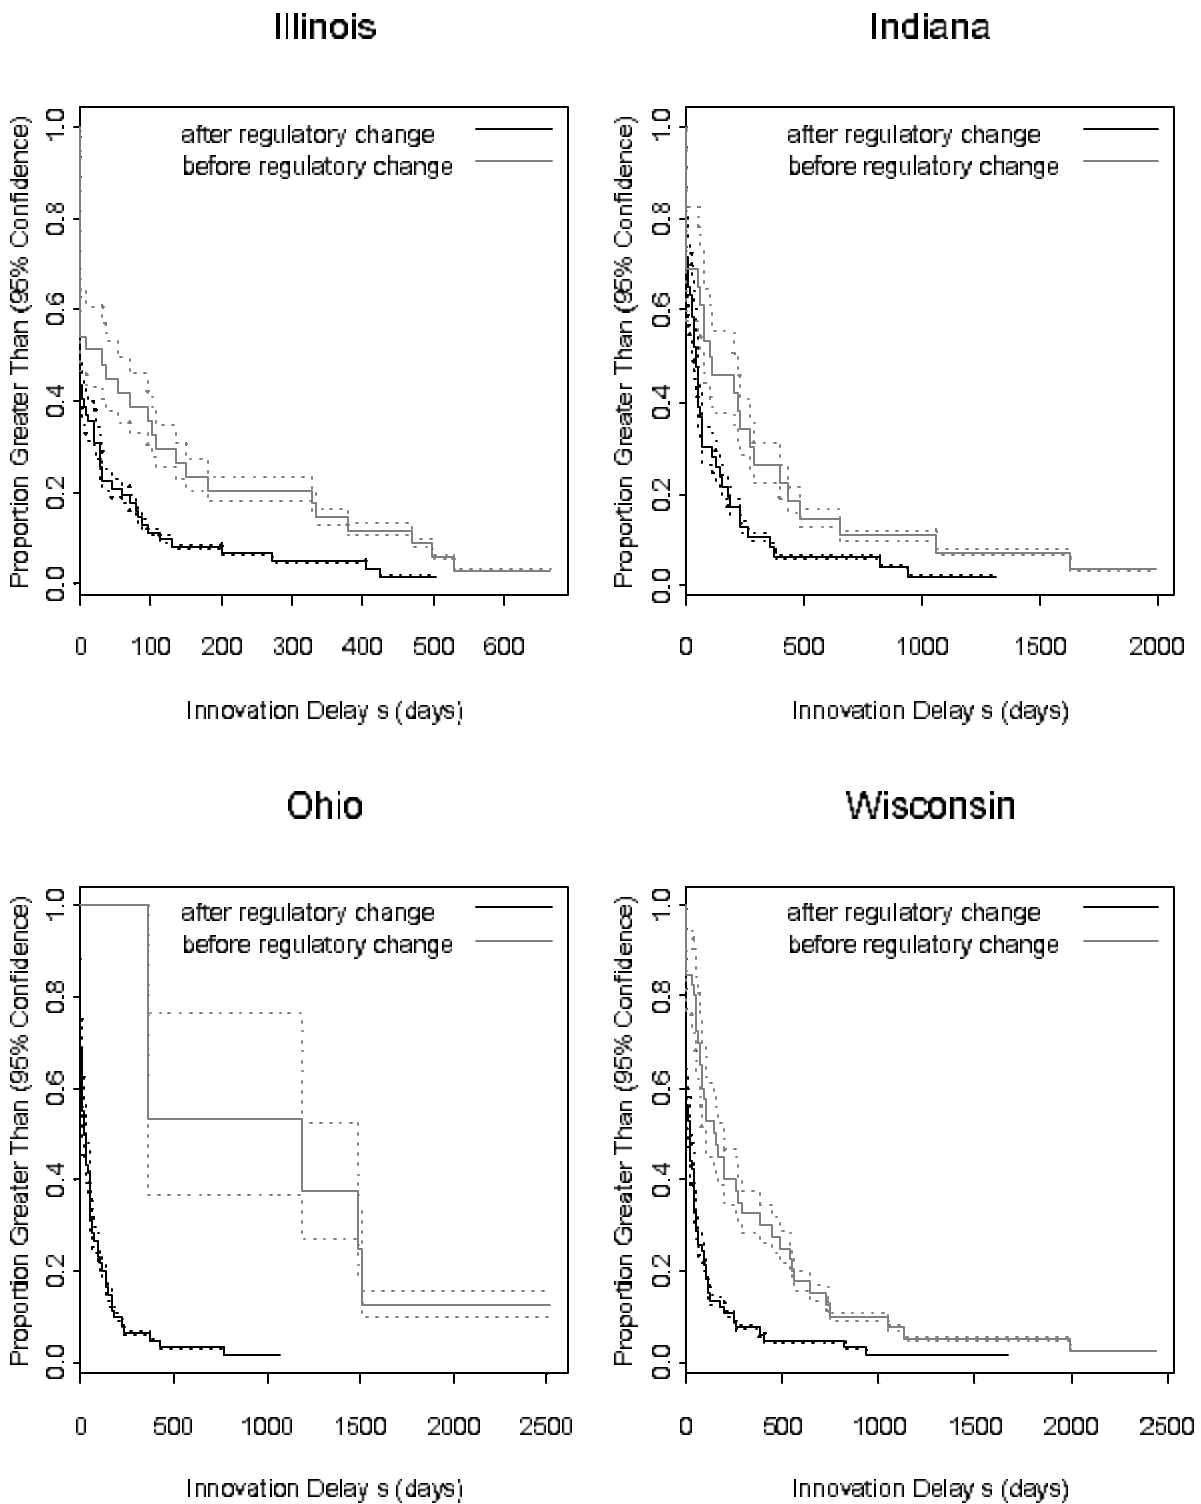 Illinois
Proportion Greater Than (95% Confidence)
1.0
0.8
0.6
0.4
0.2
0.0
after regulatory change
before regulatory change
0 100 200 300 400 500 600
Innovation Delay s (days)
Indiana
Proportion Greater Than (95% Confidence)
1.0
0.8
0.6
0.4
0.2
0.0
after regulatory change
before regulatory change
0 500 1000 1500 2000
Innovation Delay s (days)
Ohio
Proportion Greater Than (95% Confidence)
1.0
0.8
0.6
0.4
0.2
0.0
after regulatory change
before regulatory change
0 500 1000 1500 2000 2500
Innovation Delay s (days)
Wisconsin
Proportion Greater Than (95% Confidence)
1.0
0.8
0.6
0.4
0.2
0.0
after regulatory change
before regulatory change
0 500 1000 1500 2000 2500
Innovation Delay s (days)